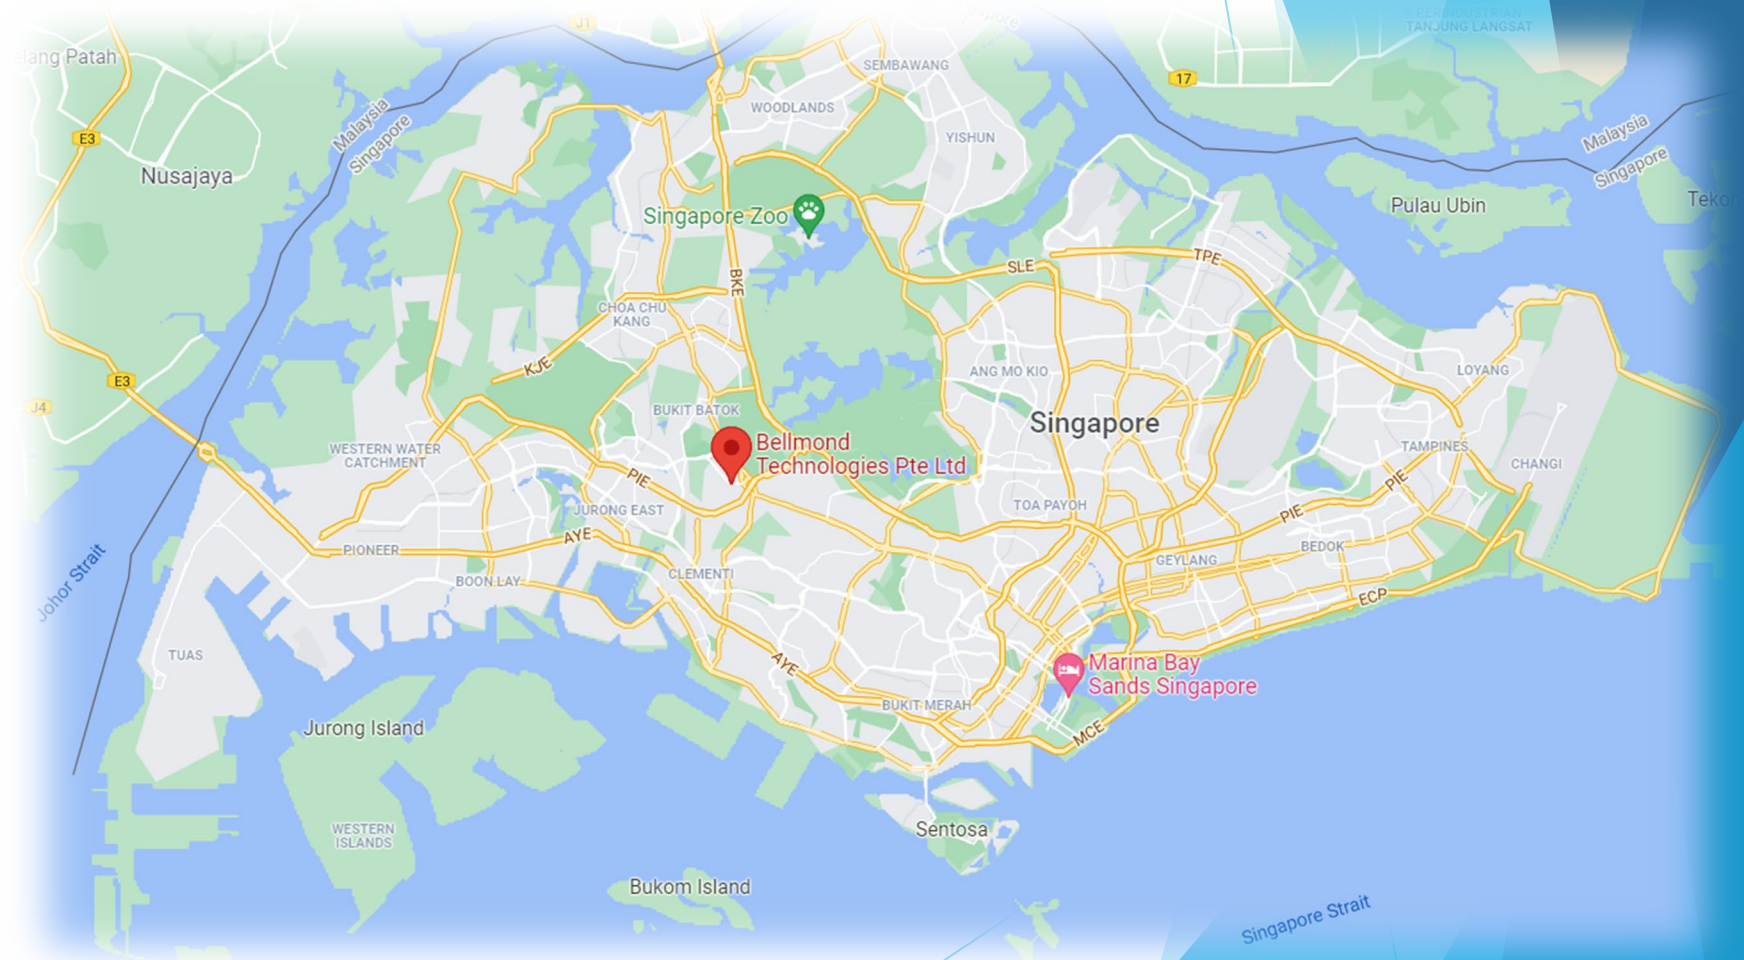 J1
PERINDUSTRIAN
TANJUNG LANGSAT
Patah
SEMBAWANG
17
WOODLANDS
E3
Malaysia
Singapore
YISHUN
Malaysia
Singapore
Nusajaya
Pulau Ubin
Singapore Zoo
SLE
TPE
BKE
CHOA CHU
KANG
KJE
ANG MO KIO
LOYANG
E3
J4
BUKIT BATOK
Singapore
Bellmond
Technologies Pte Ltd
WESTERN WATER
CATCHMENT
TAMPINES
CHANGI
PIE
PIE
JURONG EAST
TOA PAYOH
PIE
AYE
PIONEER
BEDOK
GEYLANG
Johor Strait
BOON LAY
CLEMENTI
ECP
TUAS
AYE
Marina Bay
Sands Singapore
BUKIT MERAH
Jurong Island
MCE
WESTERN
ISLANDS
Sentosa
Bukom Island
Singapore Strait